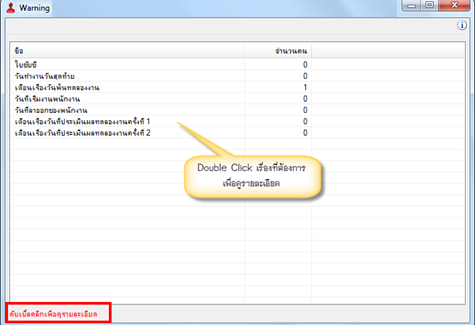 Warning
ชื่อ จำนวนคน
ใบขับขี่ 0
วันทำงานวันสุดท้าย 0
เตือนเรื่องวันพ้นทดลองงาน 1
วันที่เริ่มงานพนักงาน 0
วันที่ลาออกของพนักงาน 0
เตือนเรื่องวันที่ประเมินผลทดลองงานครั้งที่ 1 0
เตือนเรื่องวันที่ประเมินผลทดลองงานครั้งที่ 2 0
Double Click เรื่องที่ต้องการ
เพื่อดูรายละเอียด
ดับเบิ้ลคลิกเพื่อดูรายละเอียด